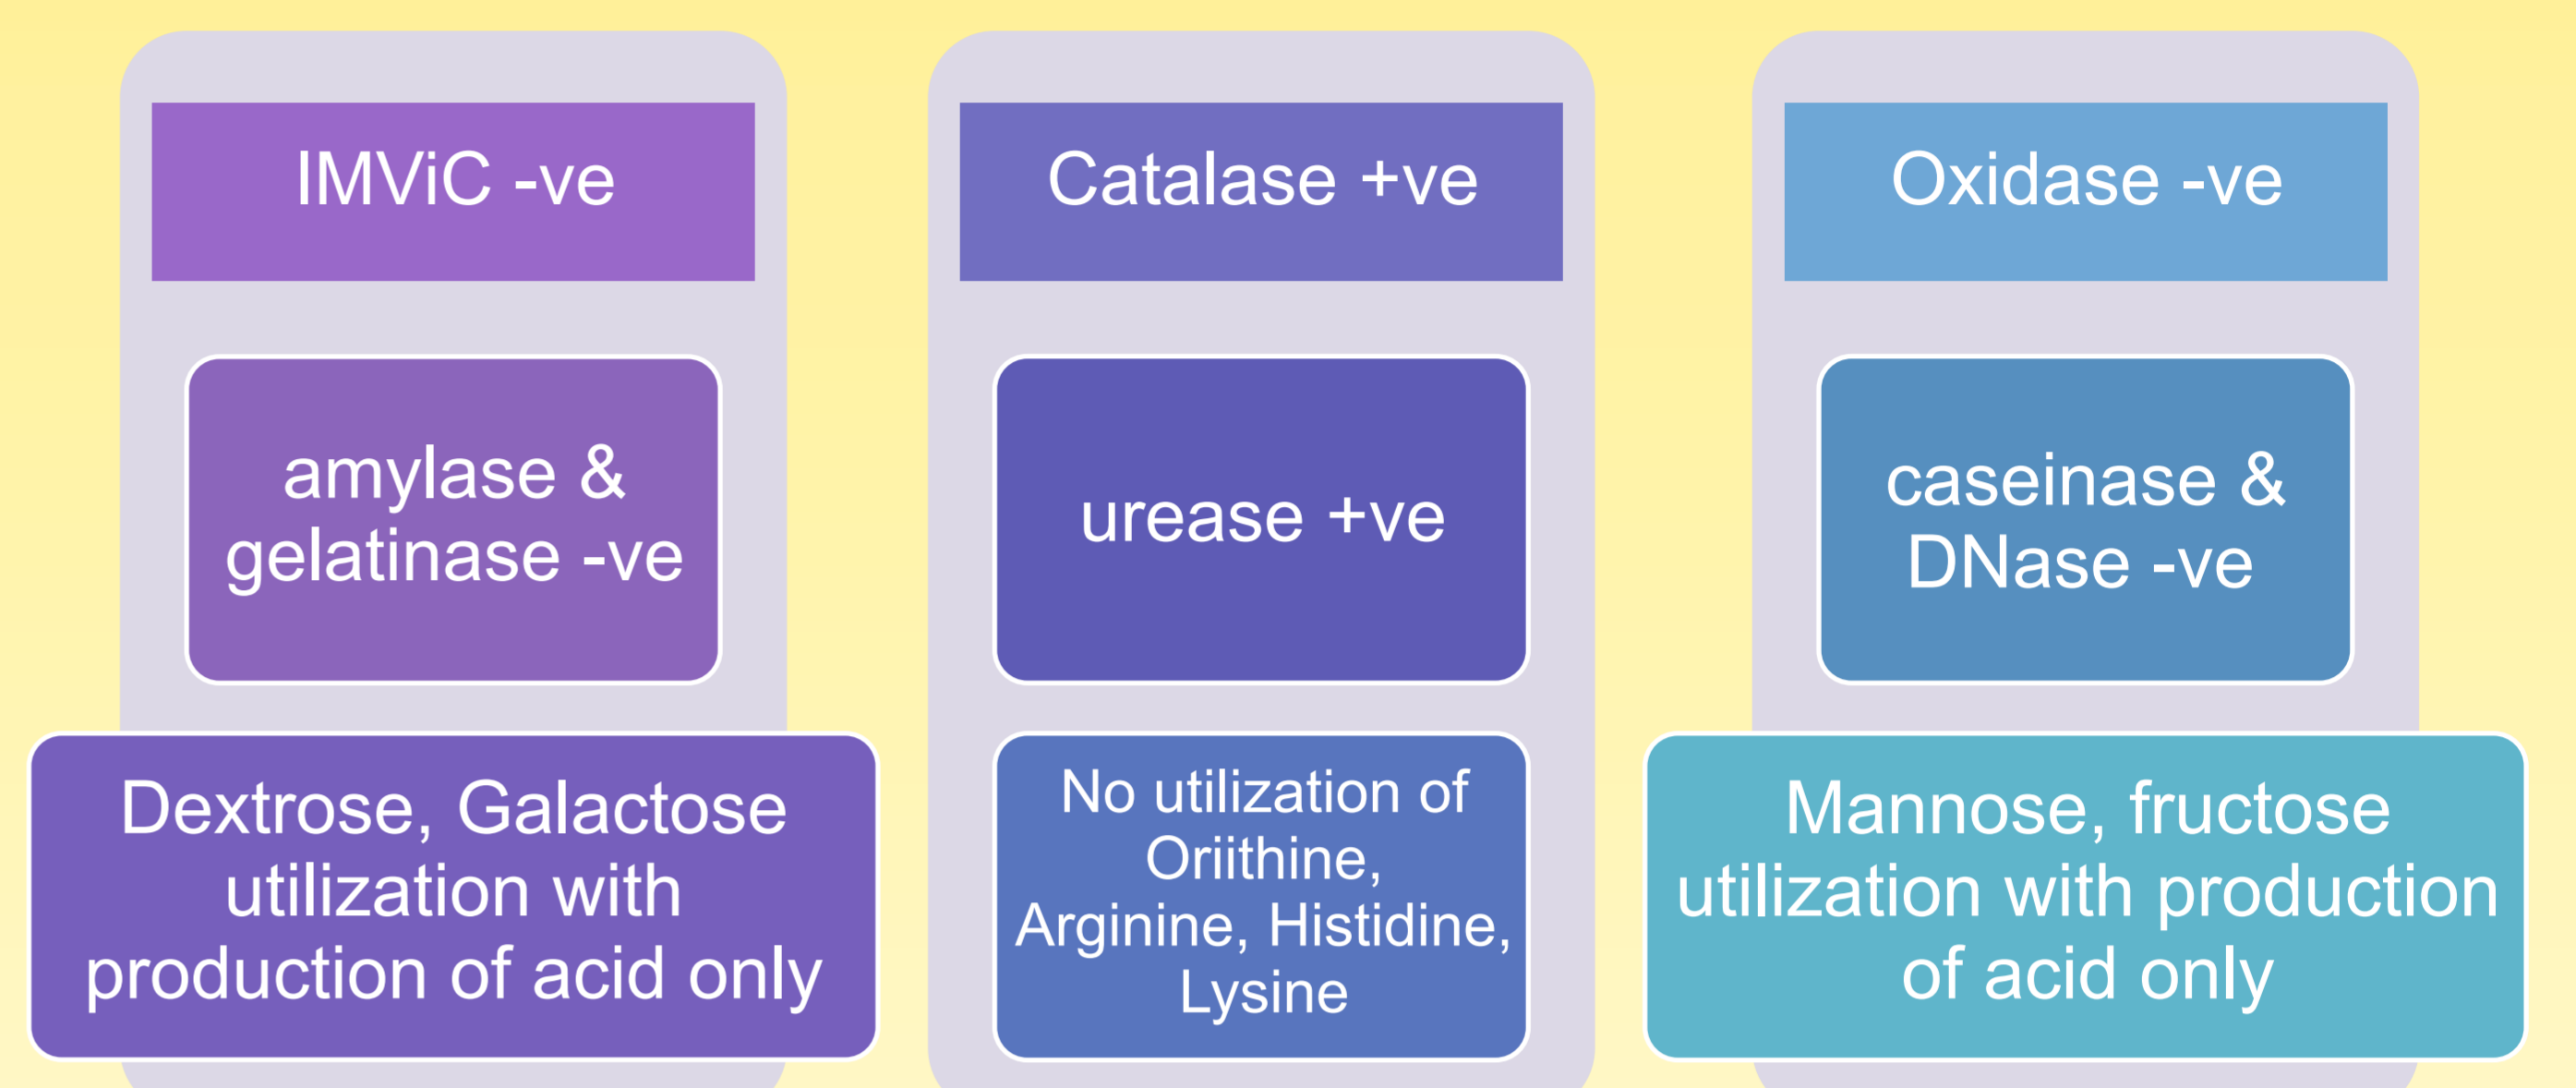 IMViC -ve
amylase &
gelatinase -ve
Dextrose, Galactose
utilization with
production of acid only
Catalase +ve
urease +ve
No utilization of
Oriithine,
Arginine, Histidine,
Lysine
Oxidase -ve
caseinase &
DNase -ve
Mannose, fructose
utilization with production
of acid only